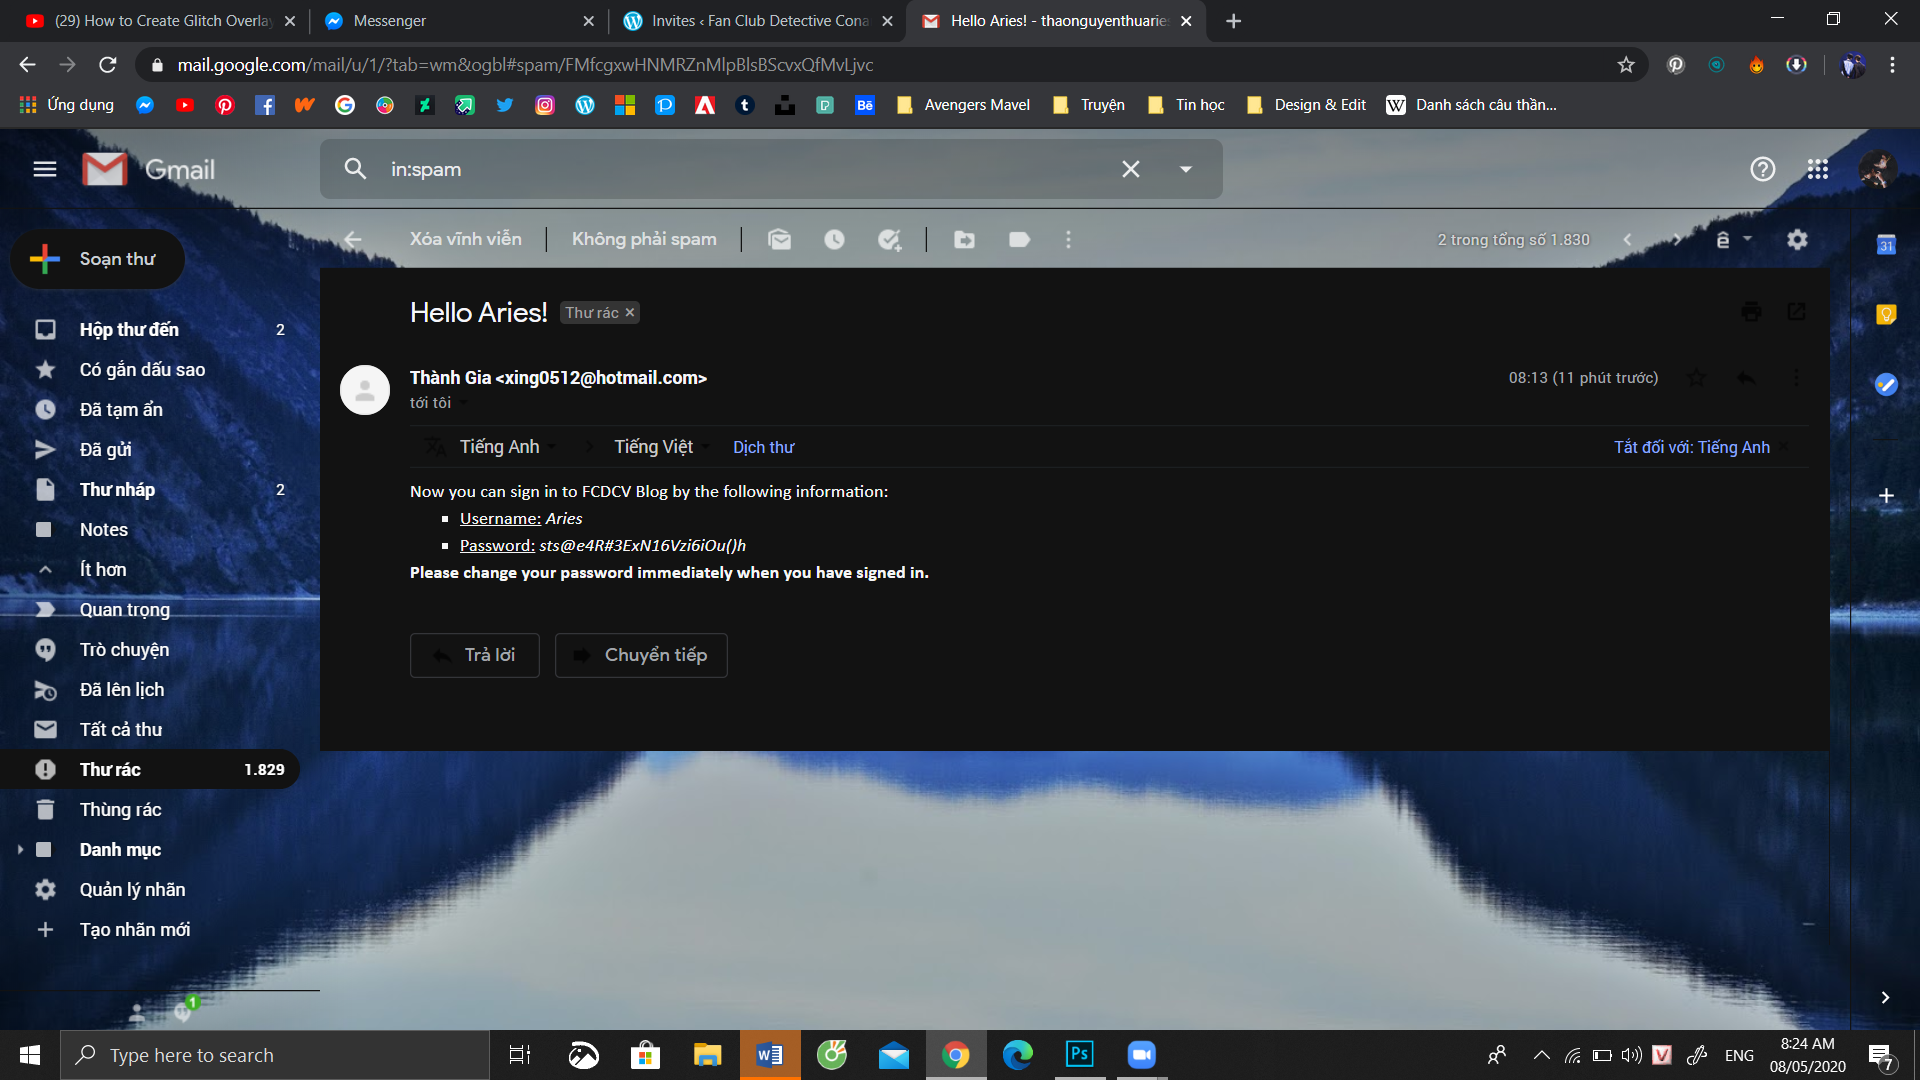 (29) How to Create Glitch Overlay
Messenger
Invites ‹ Fan Club Detective Cona
Hello Aries! - thaonguyenthuarie
mail.google.com/mail/u/1/?tab=wm&ogbl#spam/FMfcgxwHNMRZnMlpBlsBScvxQfMvLjvc
Ứng dụng
Avengers Mavel
Truyện
Tin học
Design & Edit
Danh sách câu thần...
Gmail
in:spam
Soạn thư
Xóa vĩnh viễn
Không phải spam
2 trong tổng số 1.830
Hello Aries!
Thư rác ×
Thành Gia <xing0512@hotmail.com>
08:13 (11 phút trước)
tới tôi
Tiếng Anh
Tiếng Việt
Dịch thư
Tắt đối với: Tiếng Anh
Now you can sign in to FCDCV Blog by the following information:
Username: Aries
Password: sts@e4R#3ExN16Vzi6iOu()h
Please change your password immediately when you have signed in.
Trả lời
Chuyển tiếp
Hộp thư đến 2
Có gắn dấu sao
Đã tạm ẩn
Đã gửi
Thư nháp 2
Notes
Ít hơn
Quan trọng
Trò chuyện
Đã lên lịch
Tất cả thư
Thư rác 1.829
Thùng rác
Danh mục
Quản lý nhãn
Tạo nhãn mới
1
31
Type here to search
Ps
ENG
8:24 AM
08/05/2020
7